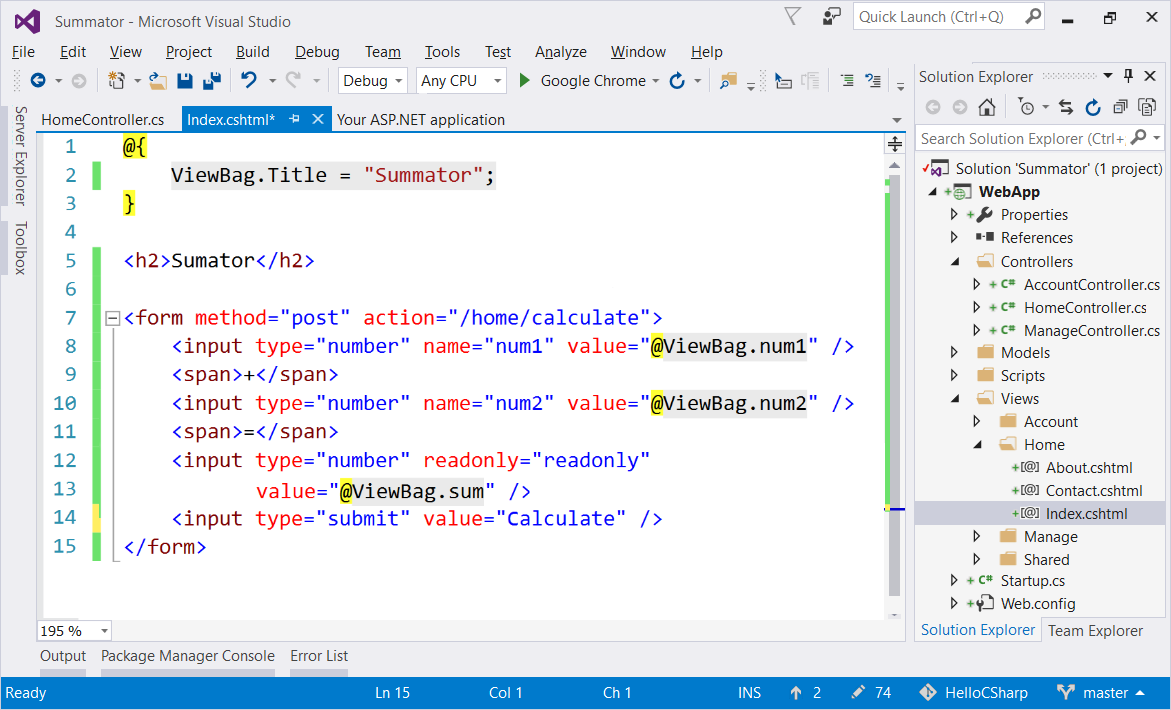 Summator - Microsoft Visual Studio
Quick Launch (Ctrl+Q)
File Edit View Project Build Debug Team Tools Test Analyze Window Help
Debug Any CPU Google Chrome
Server Explorer
Toolbox
HomeController.cs Index.cshtml* Your ASP.NET application
1 @{
2 ViewBag.Title = "Summator";
3 }
4
5 <h2>Sumator</h2>
6
7 <form method="post" action="/home/calculate">
8 <input type="number" name="num1" value="@ViewBag.num1" />
9 <span>+</span>
10 <input type="number" name="num2" value="@ViewBag.num2" />
11 <span>=</span>
12 <input type="number" readonly="readonly"
13 value="@ViewBag.sum" />
14 <input type="submit" value="Calculate" />
15 </form>
195 %
Output Package Manager Console Error List
Solution Explorer
Search Solution Explorer (Ctrl+
Solution 'Summator' (1 project)
WebApp
Properties
References
Controllers
C# AccountController.cs
C# HomeController.cs
C# ManageController.cs
Models
Scripts
Views
Account
Home
[@] About.cshtml
[@] Contact.cshtml
[@] Index.cshtml
Manage
Shared
C# Startup.cs
Web.config
Solution Explorer Team Explorer
Ready Ln 15 Col 1 Ch 1 INS 2 74 HelloCSharp master